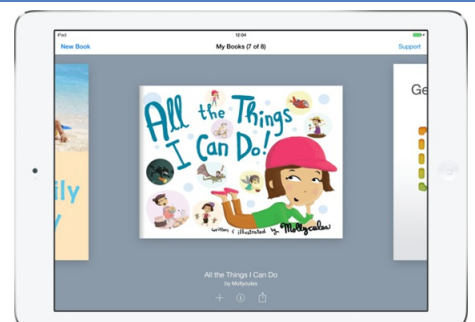 iPad
12:04
New Book
My Books (7 of 8)
Support
All the Things
I Can Do!
written & illustrated by Mollycules
ily
y
Ge
All the Things I Can Do
by Mollycules